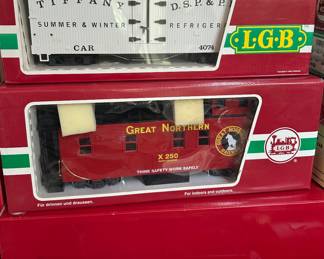 TIFFANY D.S.P.& P
SUMMER & WINTER REFRIGER
CAR 4074
LGB
GREAT NORTHERN
X 250
THINK SAFETY WORK SAFELY
LGB
Für drinnen und draussen.
For indoors and outdoors.